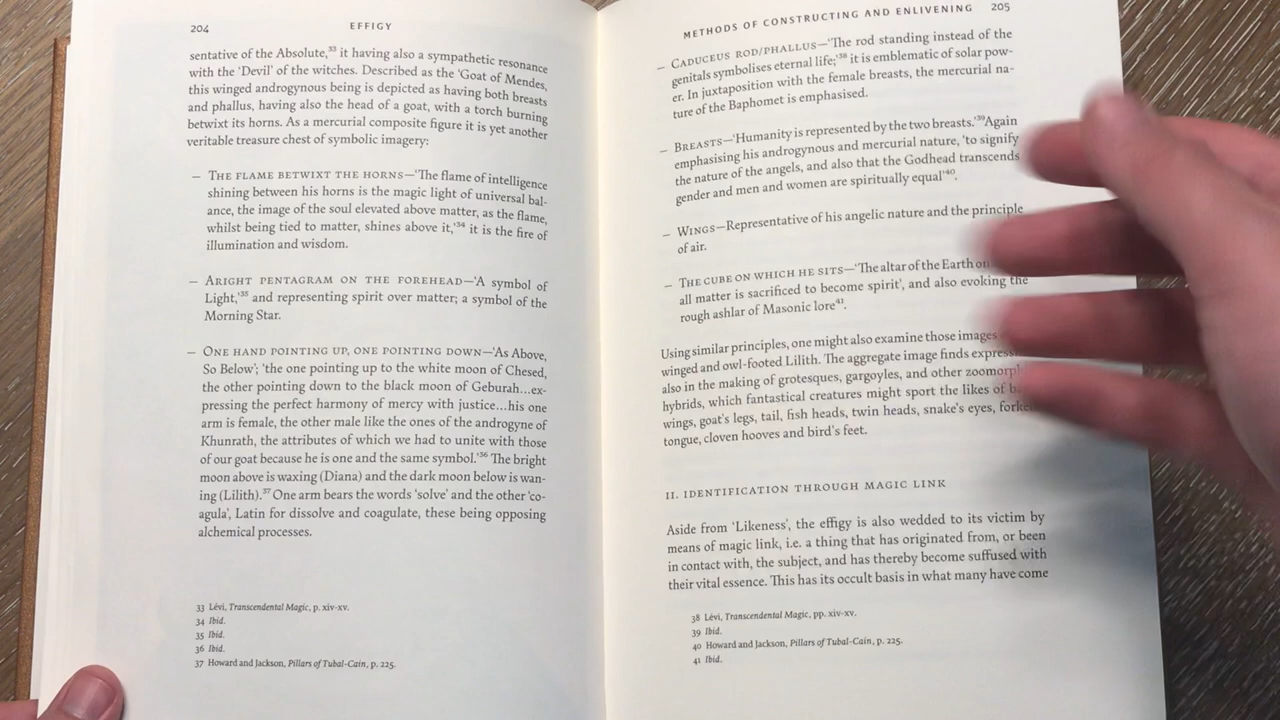 204
EFFIGY
sentative of the Absolute,³³ it having also a sympathetic resonance
with the 'Devil' of the witches. Described as the 'Goat of Mendes,
this winged androgynous being is depicted as having both breasts
and phallus, having also the head of a goat, with a torch burning
betwixt its horns. As a mercurial composite figure it is yet another
veritable treasure chest of symbolic imagery:
— THE FLAME BETWIXT THE HORNS—'The flame of intelligence
shining between his horns is the magic light of universal bal-
ance, the image of the soul elevated above matter, as the flame,
whilst being tied to matter, shines above it,'³⁴ it is the fire of
illumination and wisdom.
— ARIGHT PENTAGRAM ON THE FOREHEAD—'A symbol of
Light,'³⁵ and representing spirit over matter; a symbol of the
Morning Star.
— ONE HAND POINTING UP, ONE POINTING DOWN—'As Above,
So Below'; 'the one pointing up to the white moon of Chesed,
the other pointing down to the black moon of Geburah...ex-
pressing the perfect harmony of mercy with justice...his one
arm is female, the other male like the ones of the androgyne of
Khunrath, the attributes of which we had to unite with those
of our goat because he is one and the same symbol.'³⁶ The bright
moon above is waxing (Diana) and the dark moon below is wan-
ing (Lilith).³⁷ One arm bears the words 'solve' and the other 'co-
agula', Latin for dissolve and coagulate, these being opposing
alchemical processes.
33 Lévi, Transcendental Magic, p. xiv-xv.
34 Ibid.
35 Ibid.
36 Ibid.
37 Howard and Jackson, Pillars of Tubal-Cain, p. 225.
METHODS OF CONSTRUCTING AND ENLIVENING
205
— CADUCEUS ROD/PHALLUS—'The rod standing instead of the
genitals symbolises eternal life;'³⁸ it is emblematic of solar pow-
er. In juxtaposition with the female breasts, the mercurial na-
ture of the Baphomet is emphasised.
— BREASTS—'Humanity is represented by the two breasts.'³⁹Again
emphasising his androgynous and mercurial nature, 'to signify
the nature of the angels, and also that the Godhead transcends
gender and men and women are spiritually equal'⁴⁰.
— WINGS—Representative of his angelic nature and the principle
of air.
— THE CUBE ON WHICH HE SITS—'The altar of the Earth
all matter is sacrificed to become spirit', and also evoking the
rough ashlar of Masonic lore⁴¹.
Using similar principles, one might also examine those images
winged and owl-footed Lilith. The aggregate image finds
also in the making of grotesques, gargoyles, and other
hybrids, which fantastical creatures might sport the likes of
wings, goat's legs, tail, fish heads, twin heads, snake's eyes,
tongue, cloven hooves and bird's feet.
II. IDENTIFICATION THROUGH MAGIC LINK
Aside from 'Likeness', the effigy is also wedded to its victim by
means of magic link, i.e. a thing that has originated from, or been
in contact with, the subject, and has thereby become suffused with
their vital essence. This has its occult basis in what many have come
38 Lévi, Transcendental Magic, pp. xiv-xv.
39 Ibid.
40 Howard and Jackson, Pillars of Tubal-Cain, p. 225.
41 Ibid.